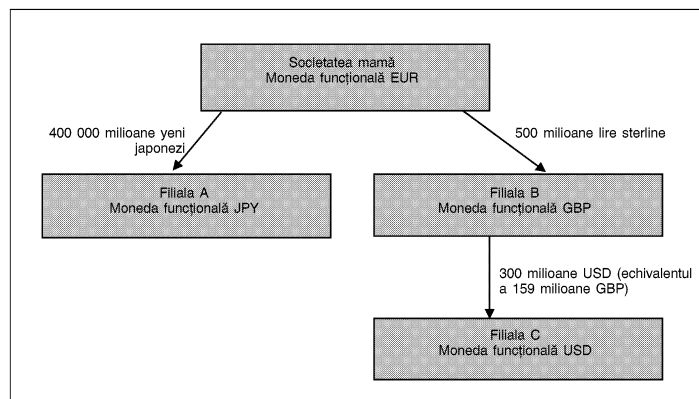 Societatea mamă
Moneda funcțională EUR
400 000 milioane yeni
japonezi
500 milioane lire sterline
Filiala A
Moneda funcțională JPY
Filiala B
Moneda funcțională GBP
300 milioane USD (echivalentul
a 159 milioane GBP)
Filiala C
Moneda funcțională USD